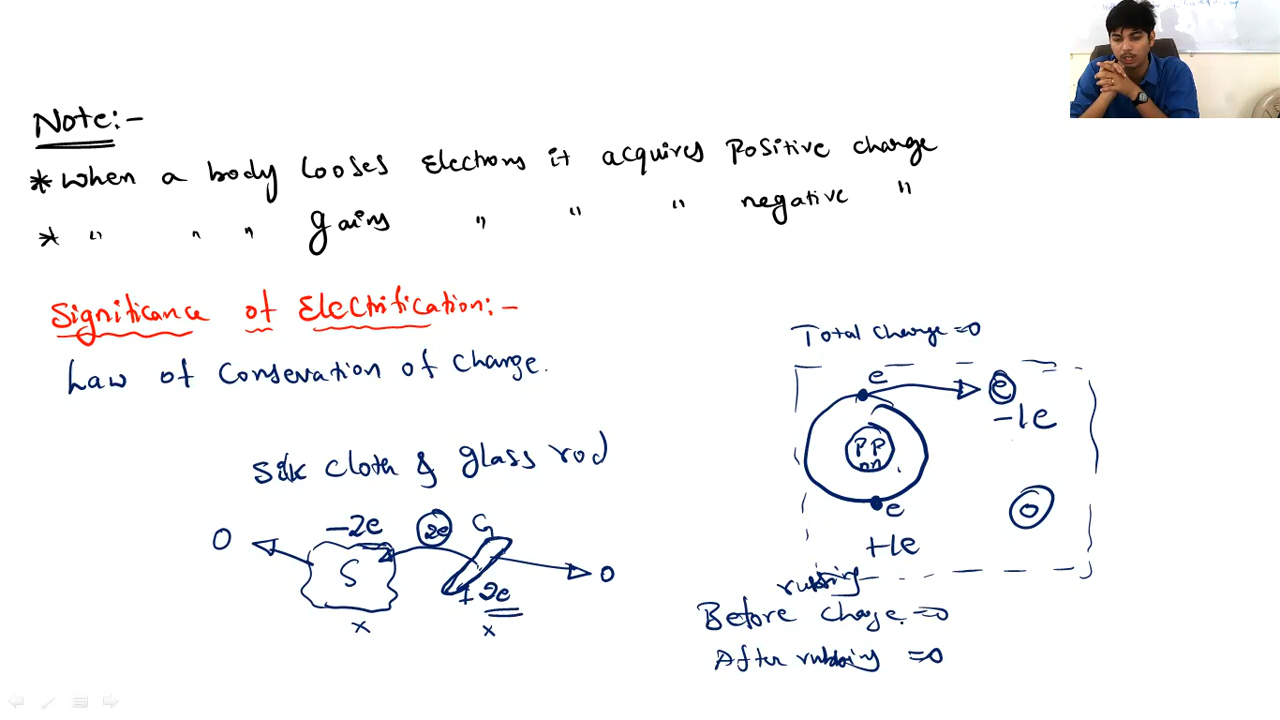 Note:-
* When a body looses Electrons it acquires Positive charge
* " " " gains " " " negative "
Significance of Electrification:-
Law of Conservation of Charge.
Silk cloth & glass rod
0 -2e 2e G
S 0
+2e
x x
Total Charge =0
e e
-1e
P P
n n
0
e
+1e
rubbing
Before charge =0
After rubbing =0